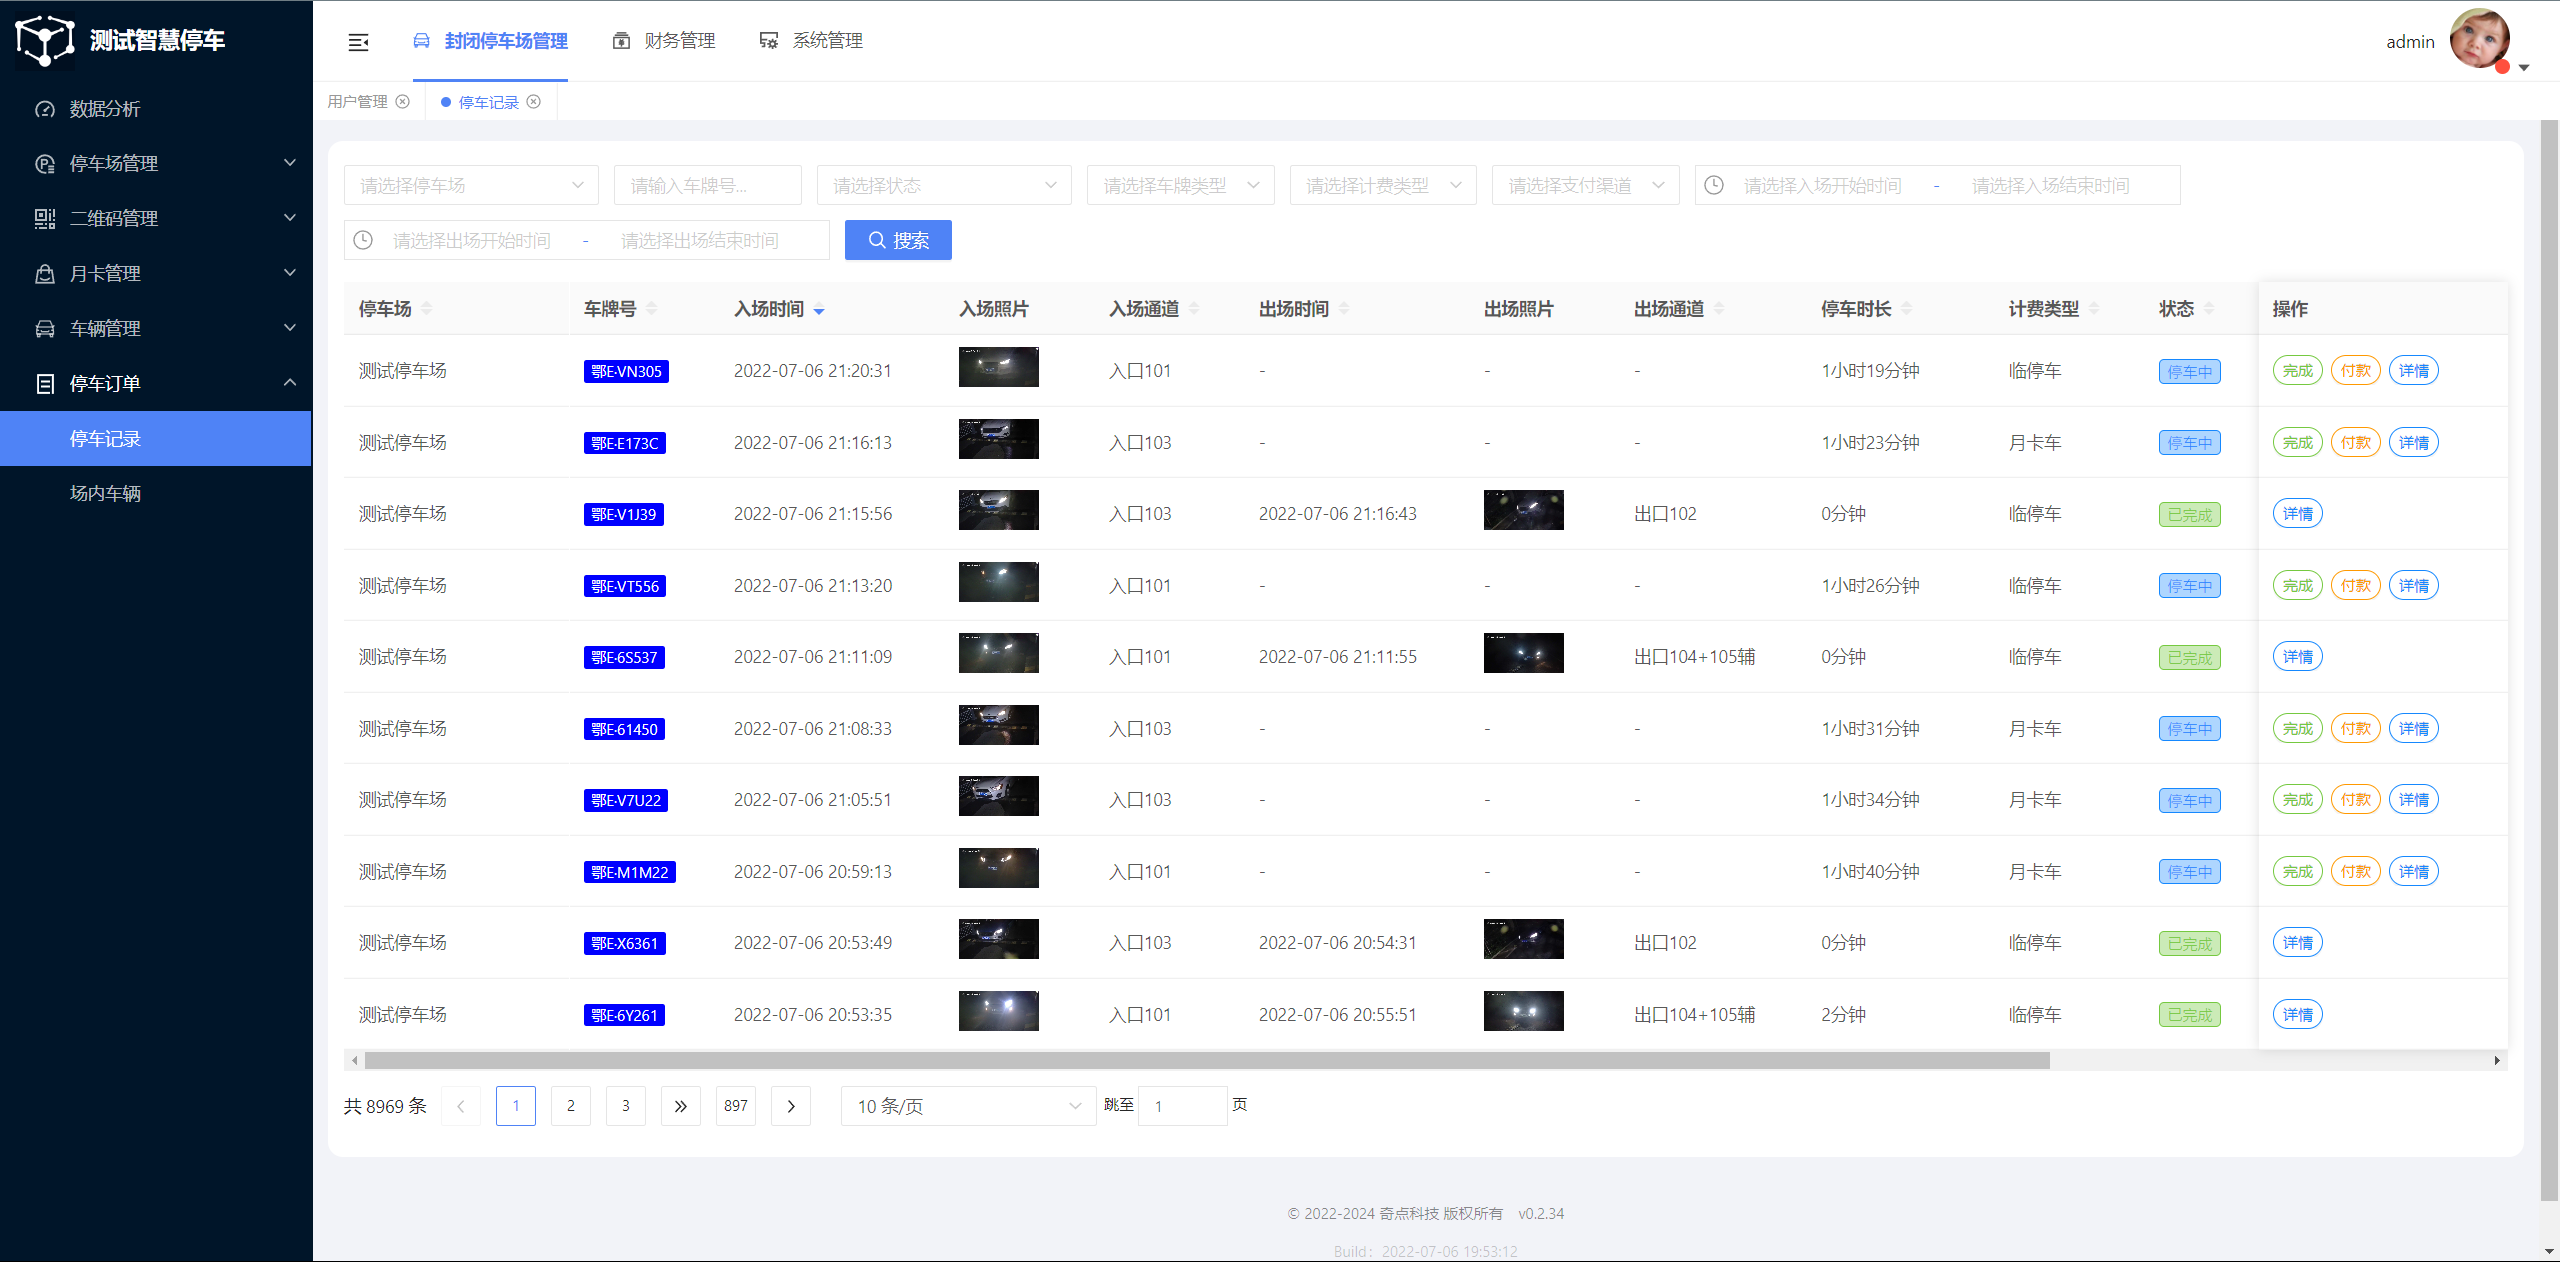 测试智慧停车
封闭停车场管理 财务管理 系统管理
admin
用户管理 停车记录
数据分析
停车场管理
二维码管理
月卡管理
车辆管理
停车订单
停车记录
场内车辆
请选择停车场 请输入车牌号... 请选择状态 请选择车牌类型 请选择计费类型 请选择支付渠道 请选择入场开始时间 - 请选择入场结束时间
请选择出场开始时间 - 请选择出场结束时间 搜索
停车场 车牌号 入场时间 入场照片 入场通道 出场时间 出场照片 出场通道 停车时长 计费类型 状态 操作
测试停车场 鄂E·VN305 2022-07-06 21:20:31 入口101 - - - 1小时19分钟 临停车 停车中 完成 付款 详情
测试停车场 鄂E·E173C 2022-07-06 21:16:13 入口103 - - - 1小时23分钟 月卡车 停车中 完成 付款 详情
测试停车场 鄂E·V1J39 2022-07-06 21:15:56 入口103 2022-07-06 21:16:43 出口102 0分钟 临停车 已完成 详情
测试停车场 鄂E·VT556 2022-07-06 21:13:20 入口101 - - - 1小时26分钟 临停车 停车中 完成 付款 详情
测试停车场 鄂E·6S537 2022-07-06 21:11:09 入口101 2022-07-06 21:11:55 出口104+105辅 0分钟 临停车 已完成 详情
测试停车场 鄂E·61450 2022-07-06 21:08:33 入口103 - - - 1小时31分钟 月卡车 停车中 完成 付款 详情
测试停车场 鄂E·V7U22 2022-07-06 21:05:51 入口103 - - - 1小时34分钟 月卡车 停车中 完成 付款 详情
测试停车场 鄂E·M1M22 2022-07-06 20:59:13 入口101 - - - 1小时40分钟 月卡车 停车中 完成 付款 详情
测试停车场 鄂E·X6361 2022-07-06 20:53:49 入口103 2022-07-06 20:54:31 出口102 0分钟 临停车 已完成 详情
测试停车场 鄂E·6Y261 2022-07-06 20:53:35 入口101 2022-07-06 20:55:51 出口104+105辅 2分钟 临停车 已完成 详情
共 8969 条 1 2 3 897 10 条/页 跳至 1 页
© 2022-2024 奇点科技 版权所有 v0.2.34
Build：2022-07-06 19:53:12